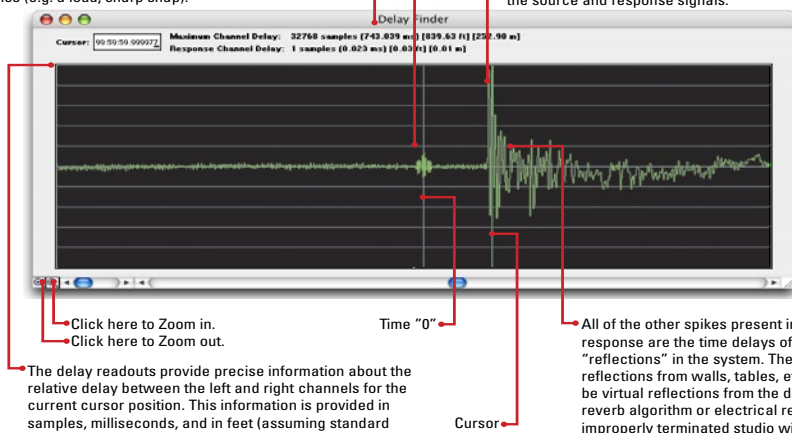 the source and response signals.
Delay Finder
Cursor:
Maximum Channel Delay: 32768 samples (743.039 ms) [839.63 ft]
Response Channel Delay: 1 samples (0.023 ms) [0.01 m]
Click here to Zoom in.
Click here to Zoom out.
Time "0"
The delay readouts provide precise information about the
relative delay between the left and right channels for the
current cursor position. This information is provided in
samples, milliseconds, and in feet (assuming standard
Cursor
All of the other spikes present in
response are the time delays of
"reflections" in the system. The
reflections from walls, tables, e
be virtual reflections from the d
reverb algorithm or electrical re
improperly terminated studio wi